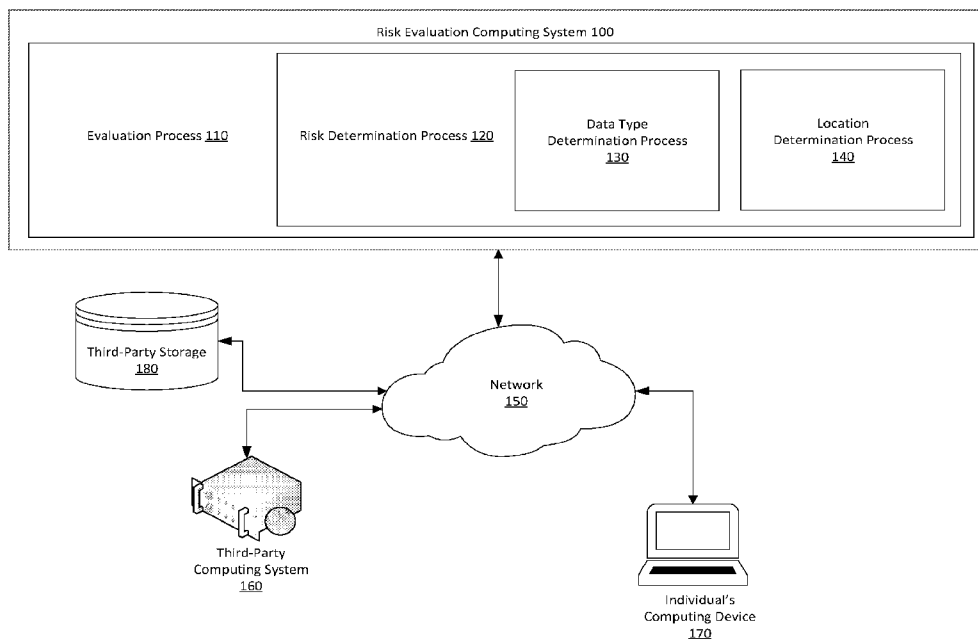 Risk Evaluation Computing System 100
Evaluation Process 110
Risk Determination Process 120
Data Type
Determination Process
130
Location
Determination Process
140
Third-Party Storage
180
Network
150
Third-Party
Computing System
160
Individual's
Computing Device
170